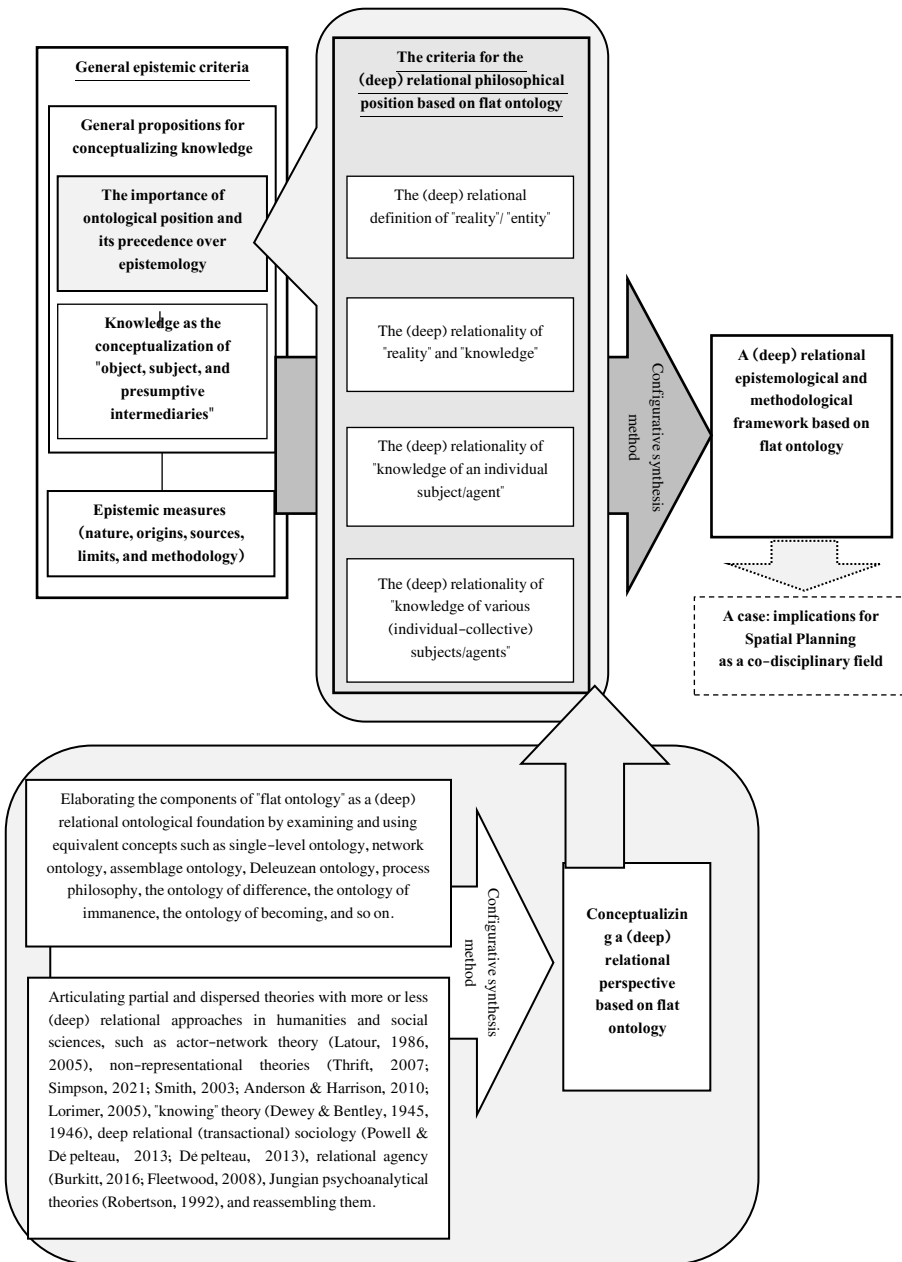 General epistemic criteria
General propositions for
conceptualizing knowledge
The importance of
ontological position and
its precedence over
epistemology
Knowledge as the
conceptualization of
"object, subject, and
presumptive
intermediaries"
Epistemic measures
(nature, origins, sources,
limits, and methodology)
The criteria for the
(deep) relational philosophical
position based on flat ontology
The (deep) relational
definition of "reality"/ "entity"
The (deep) relationality of
"reality" and "knowledge"
The (deep) relationality of
"knowledge of an individual
subject/agent"
The (deep) relationality of
"knowledge of various
(individual-collective)
subjects/agents"
Configurative synthesis
method
A (deep) relational
epistemological and
methodological
framework based on
flat ontology
A case: implications for
Spatial Planning
as a co-disciplinary field
Elaborating the components of "flat ontology" as a (deep)
relational ontological foundation by examining and using
equivalent concepts such as single-level ontology, network
ontology, assemblage ontology, Deleuzean ontology, process
philosophy, the ontology of difference, the ontology of
immanence, the ontology of becoming, and so on.
Articulating partial and dispersed theories with more or less
(deep) relational approaches in humanities and social
sciences, such as actor-network theory (Latour, 1986,
2005), non-representational theories (Thrift, 2007;
Simpson, 2021; Smith, 2003; Anderson & Harrison, 2010;
Lorimer, 2005), "knowing" theory (Dewey & Bentley, 1945,
1946), deep relational (transactional) sociology (Powell &
Dé pelteau, 2013; Dé pelteau, 2013), relational agency
(Burkitt, 2016; Fleetwood, 2008), Jungian psychoanalytical
theories (Robertson, 1992), and reassembling them.
Configurative synthesis
method
Conceptualizin
g a (deep)
relational
perspective
based on flat
ontology